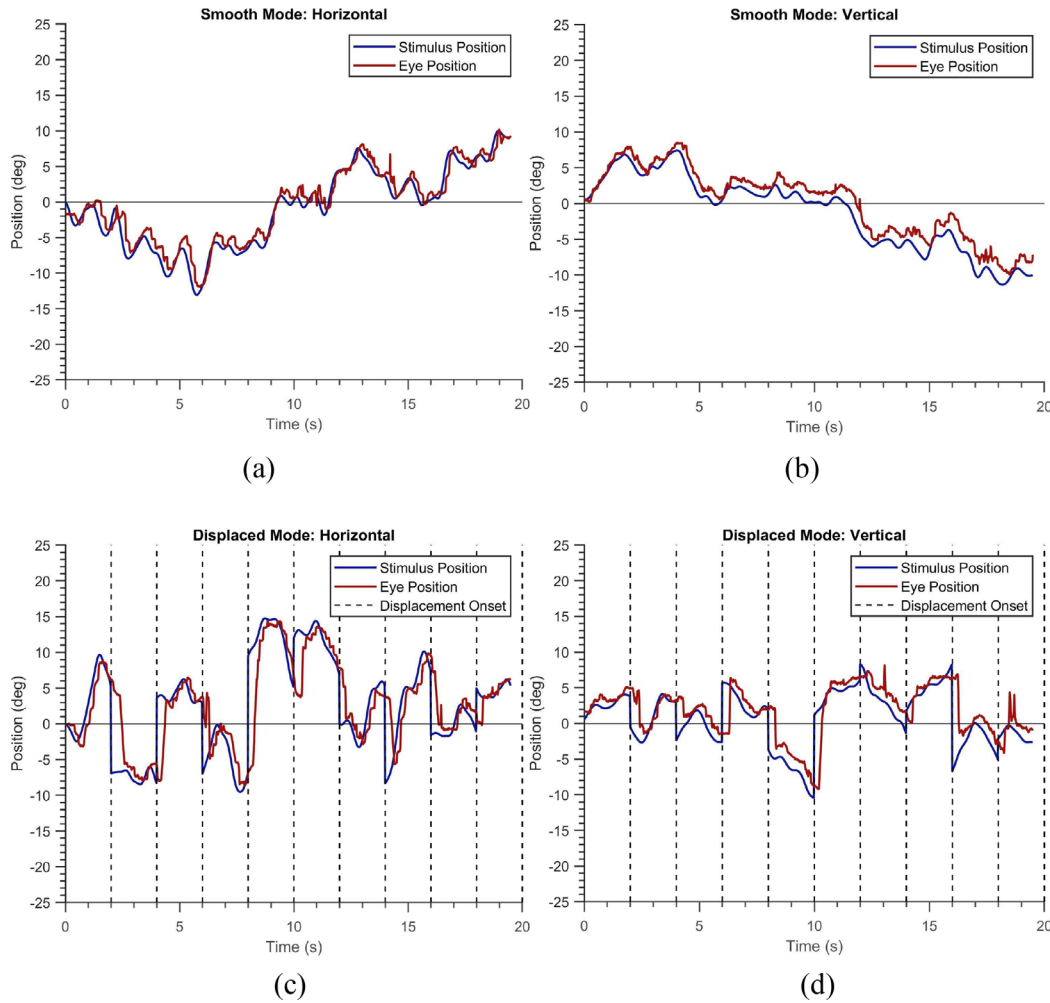 Smooth Mode: Horizontal
25
20
15
10
5
0
-5
-10
-15
-20
-25
Position (deg)
Stimulus Position
Eye Position
0 5 10 15 20
Time (s)
(a)
Smooth Mode: Vertical
25
20
15
10
5
0
-5
-10
-15
-20
-25
Position (deg)
Stimulus Position
Eye Position
0 5 10 15 20
Time (s)
(b)
Displaced Mode: Horizontal
25
20
15
10
5
0
-5
-10
-15
-20
-25
Position (deg)
Stimulus Position
Eye Position
Displacement Onset
0 5 10 15 20
Time (s)
(c)
Displaced Mode: Vertical
25
20
15
10
5
0
-5
-10
-15
-20
-25
Position (deg)
Stimulus Position
Eye Position
Displacement Onset
0 5 10 15 20
Time (s)
(d)